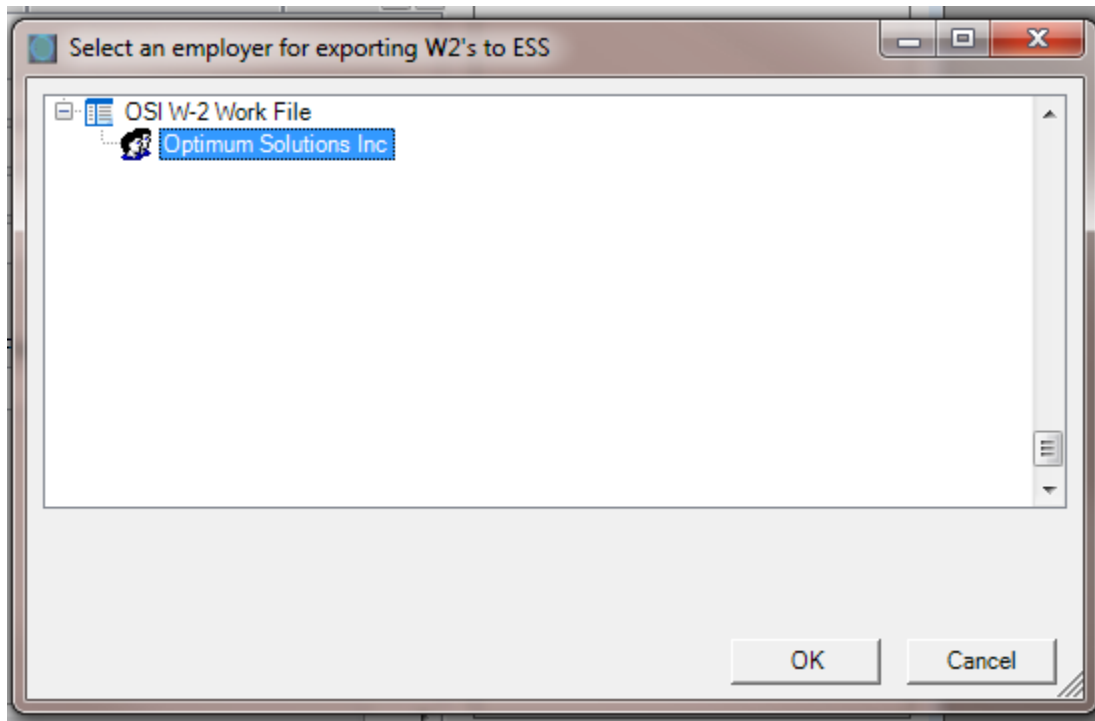 Select an employer for exporting W2's to ESS
OSI W-2 Work File
Optimum Solutions Inc
OK
Cancel